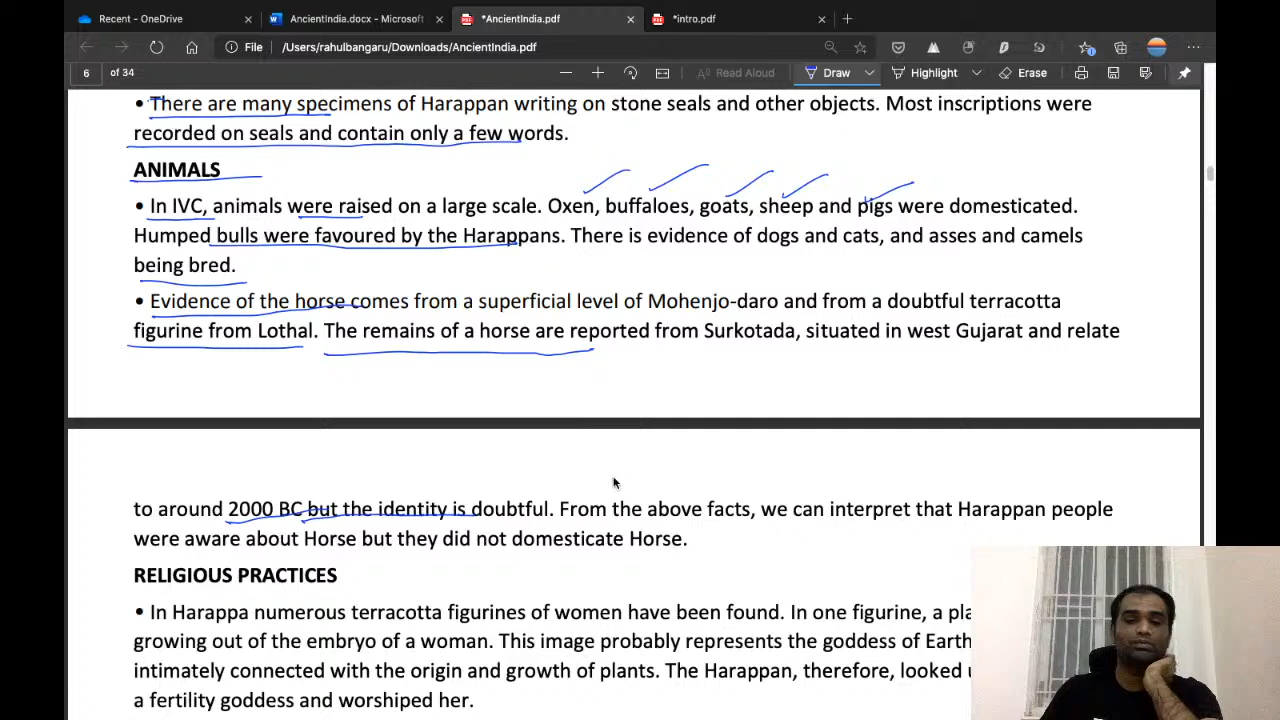 Recent - OneDrive
AncientIndia.docx - Microsoft
*AncientIndia.pdf
*intro.pdf
File
/Users/rahulbangaru/Downloads/AncientIndia.pdf
6 of 34
Read Aloud
Draw
Highlight
Erase
• There are many specimens of Harappan writing on stone seals and other objects. Most inscriptions were
recorded on seals and contain only a few words.
ANIMALS
• In IVC, animals were raised on a large scale. Oxen, buffaloes, goats, sheep and pigs were domesticated.
Humped bulls were favoured by the Harappans. There is evidence of dogs and cats, and asses and camels
being bred.
• Evidence of the horse comes from a superficial level of Mohenjo-daro and from a doubtful terracotta
figurine from Lothal. The remains of a horse are reported from Surkotada, situated in west Gujarat and relate
to around 2000 BC but the identity is doubtful. From the above facts, we can interpret that Harappan people
were aware about Horse but they did not domesticate Horse.
RELIGIOUS PRACTICES
• In Harappa numerous terracotta figurines of women have been found. In one figurine, a
growing out of the embryo of a woman. This image probably represents the goddess of Earth
intimately connected with the origin and growth of plants. The Harappan, therefore, looked
a fertility goddess and worshiped her.